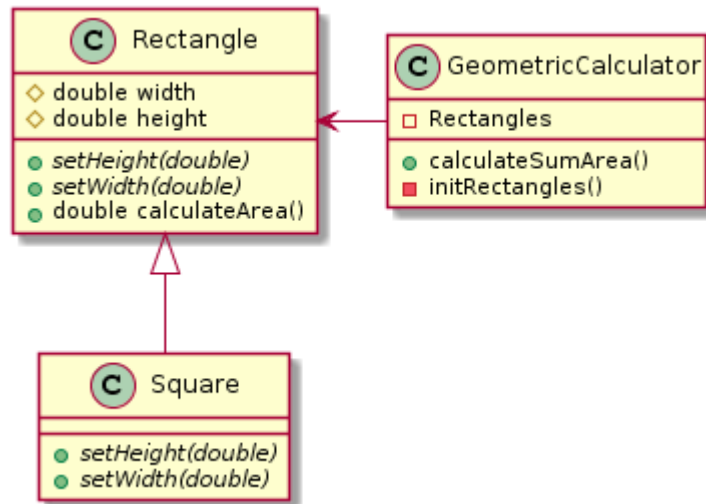 C Rectangle
double width
double height
setHeight(double)
setWidth(double)
double calculateArea()
C GeometricCalculator
Rectangles
calculateSumArea()
initRectangles()
C Square
setHeight(double)
setWidth(double)